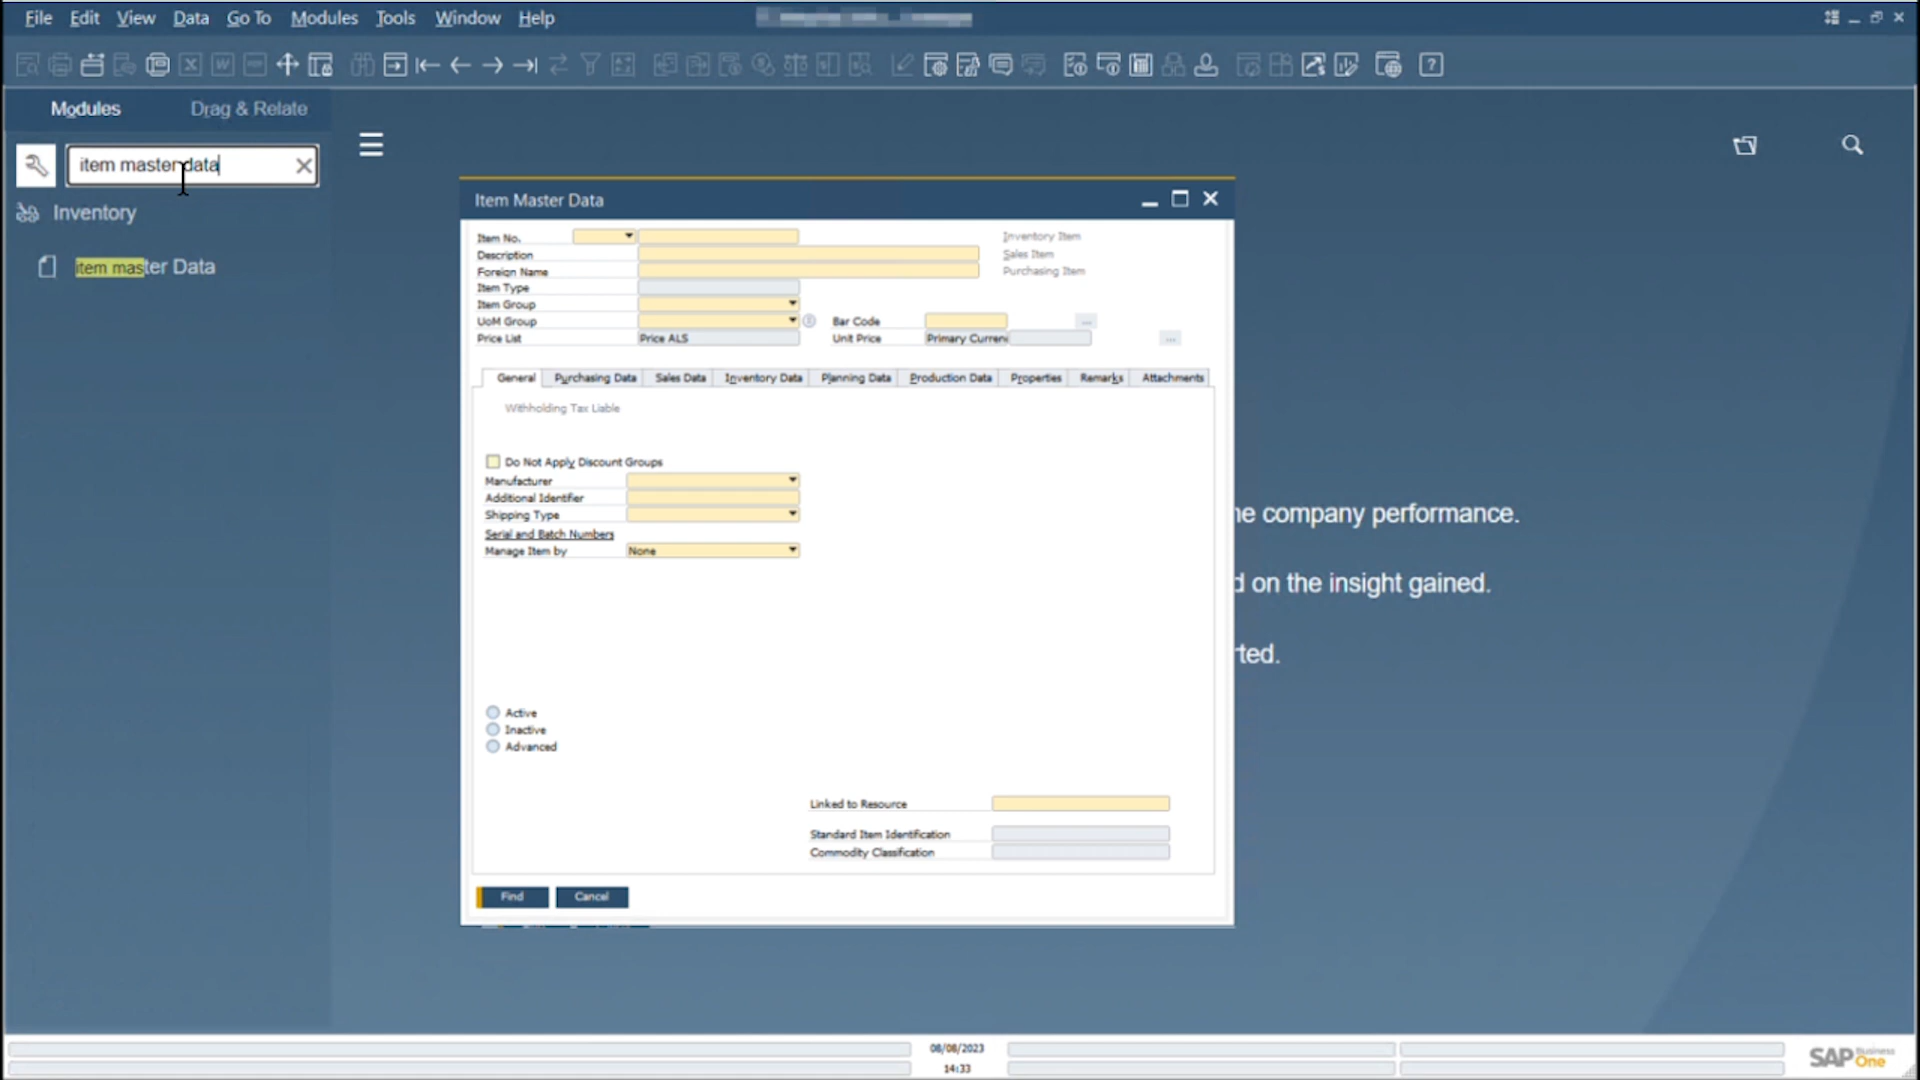 File Edit View Data Go To Modules Tools Window Help
Modules Drag & Relate
item master data
Inventory
item master Data
Item Master Data
Item No. Inventory Item
Description Sales Item
Foreign Name Purchasing Item
Item Type
Item Group
UoM Group Bar Code ...
Price List Price ALS Unit Price Primary Curren ...
General Purchasing Data Sales Data Inventory Data Planning Data Production Data Properties Remarks Attachments
Withholding Tax Liable
Do Not Apply Discount Groups
Manufacturer
Additional Identifier
Shipping Type
Serial and Batch Numbers
Manage Item by None
he company performance.
d on the insight gained.
rted.
Active
Inactive
Advanced
Linked to Resource
Standard Item Identification
Commodity Classification
Find Cancel
08/08/2023
14:33
SAP Business One